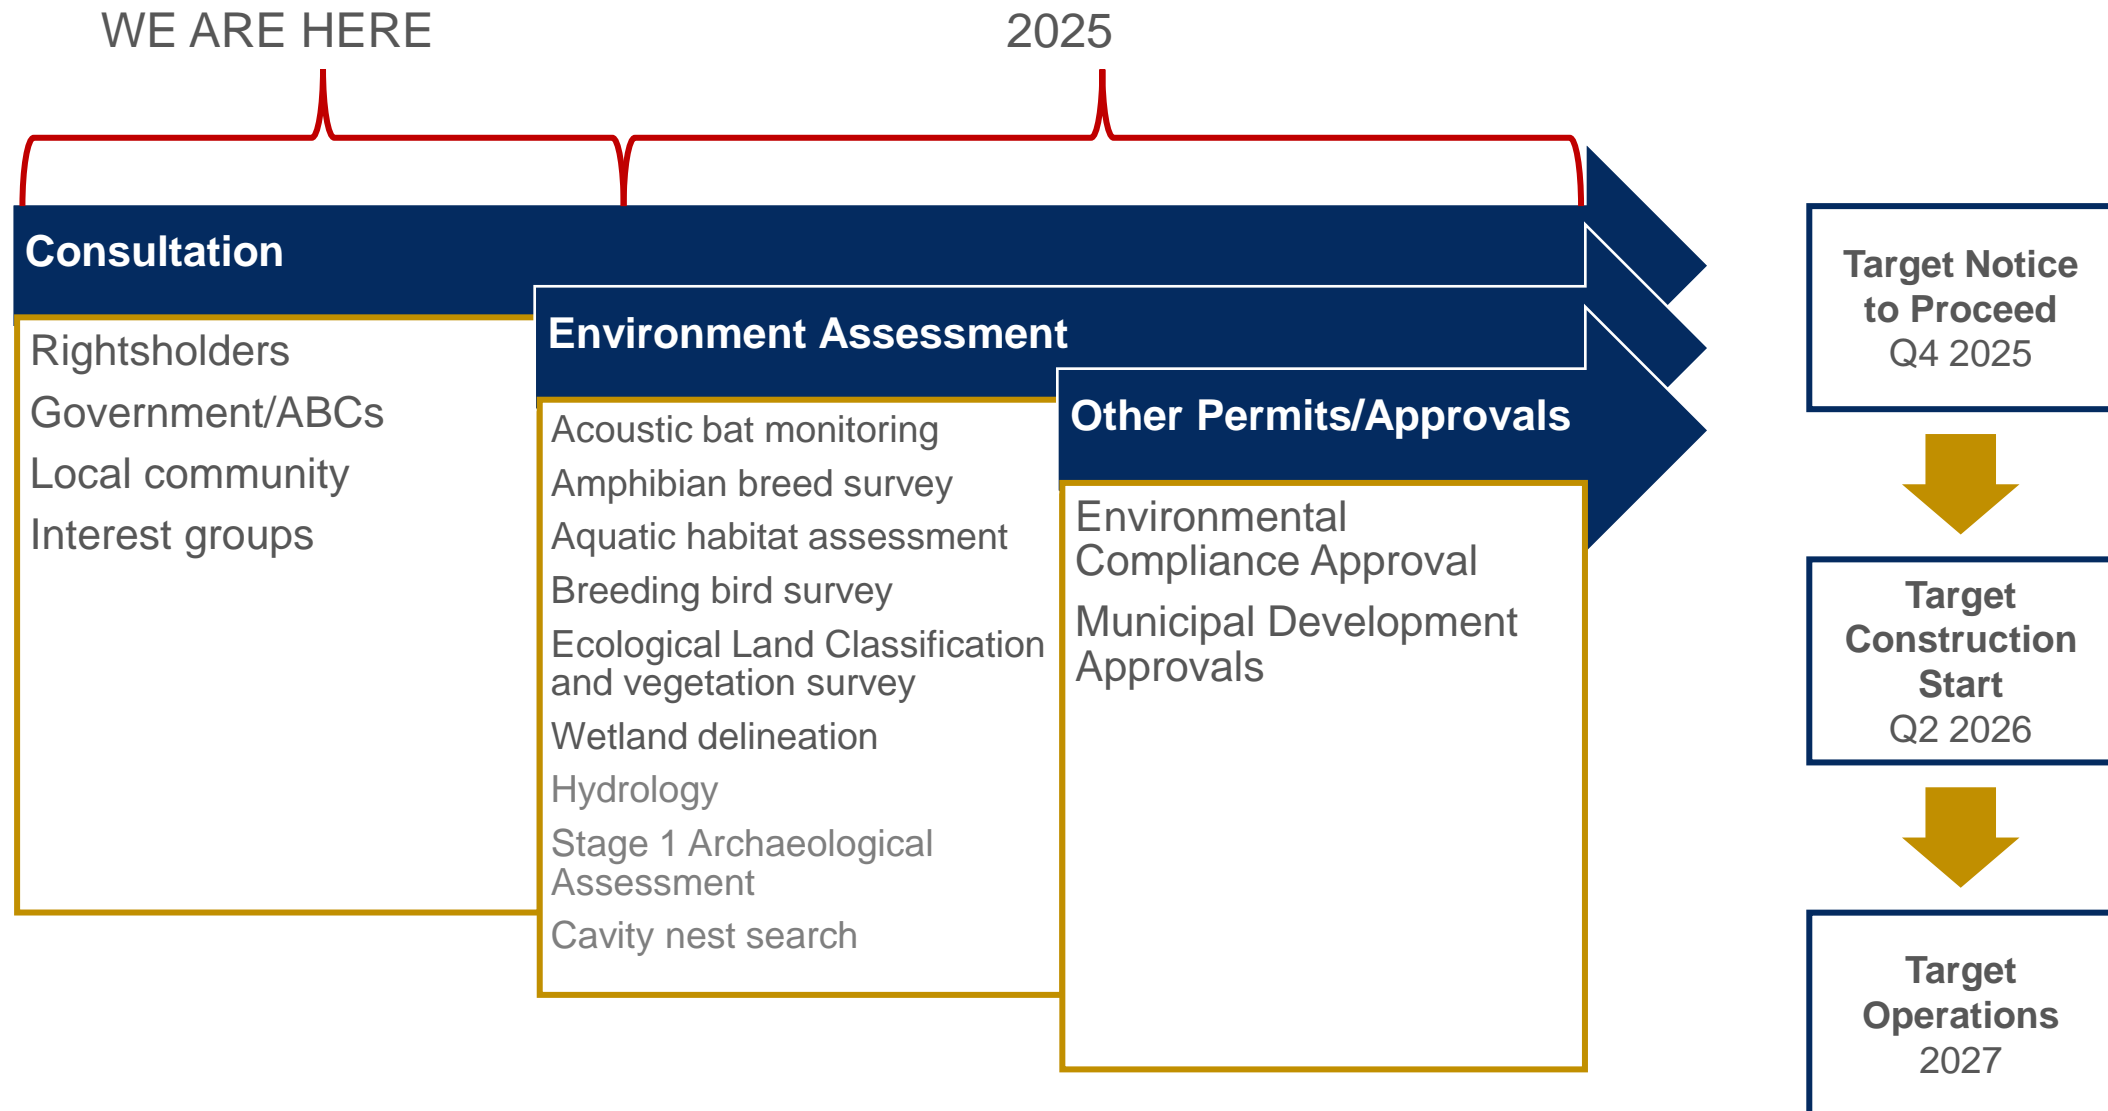 WE ARE HERE
2025
Consultation
Rightsholders
Government/ABCs
Local community
Interest groups
Environment Assessment
Acoustic bat monitoring
Amphibian breed survey
Aquatic habitat assessment
Breeding bird survey
Ecological Land Classification
and vegetation survey
Wetland delineation
Hydrology
Stage 1 Archaeological
Assessment
Cavity nest search
Other Permits/Approvals
Environmental
Compliance Approval
Municipal Development
Approvals
Target Notice
to Proceed
Q4 2025
Target
Construction
Start
Q2 2026
Target
Operations
2027